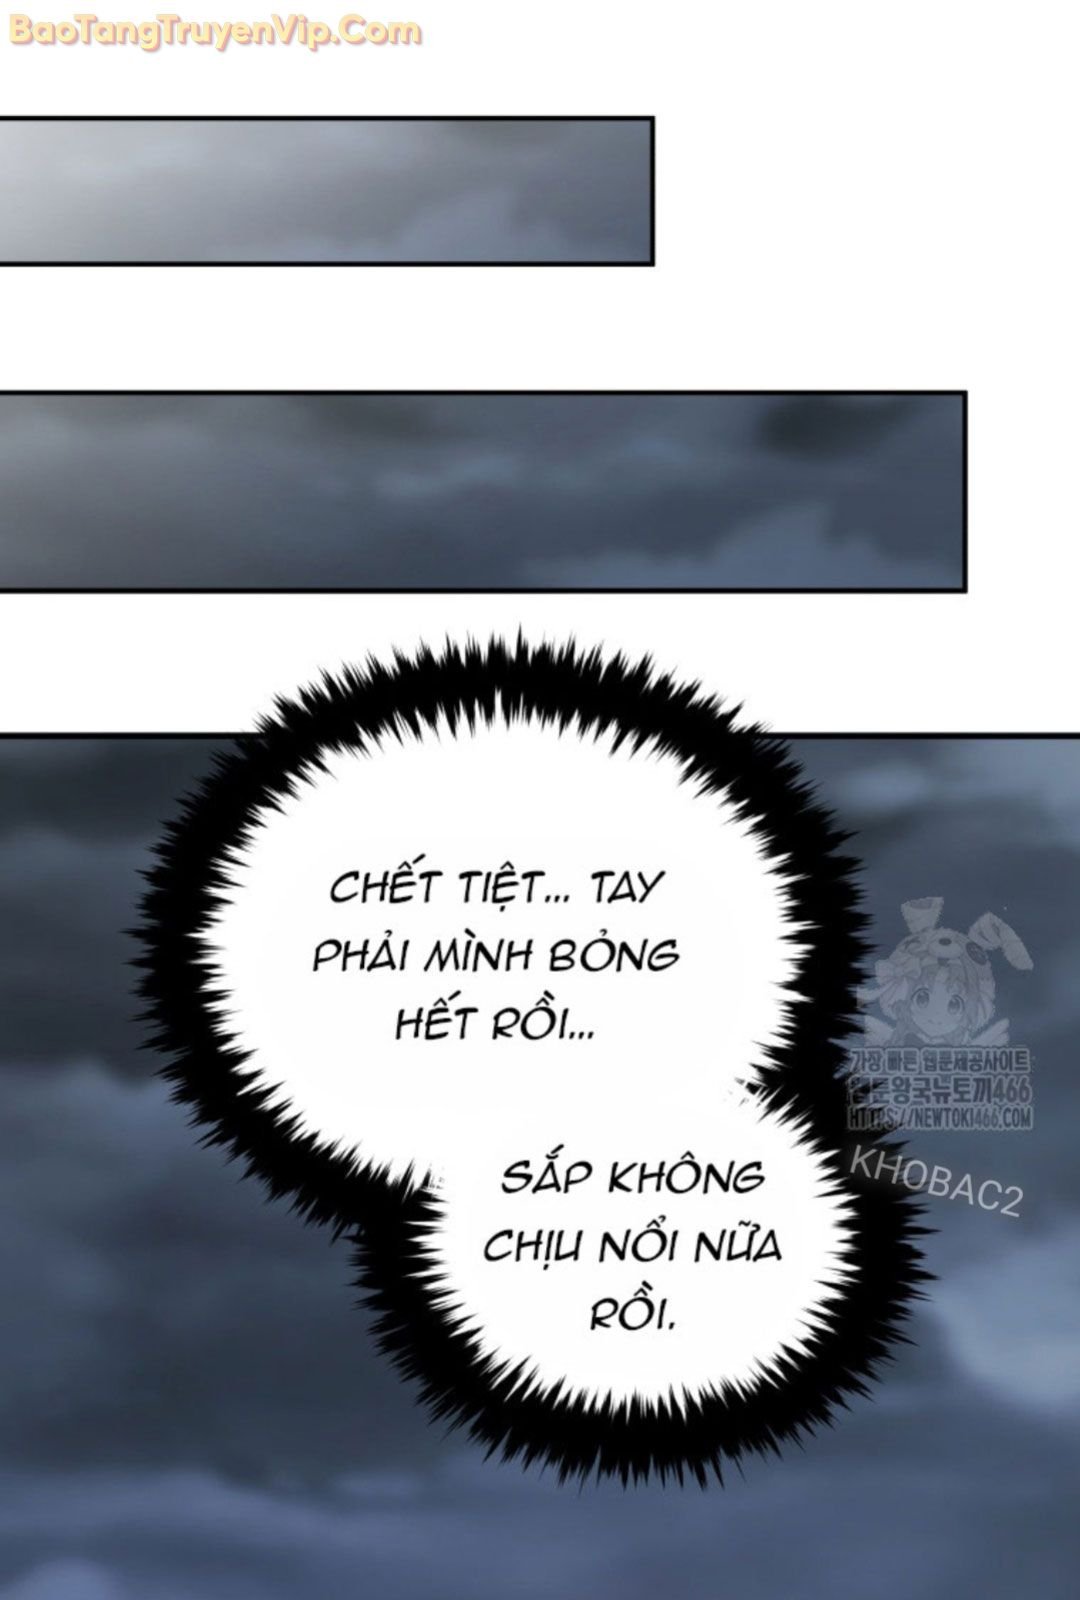 BaoTangTruyenVip.Com
CHẾT TIỆT... TAY
PHẢI MÌNH BỎNG
HẾT RỒI...
SẮP KHÔNG
CHỊU NỔI NỮA
RỒI.
가장 빠른 웹툰제공사이트
웹툰왕국뉴토끼466
HTTPS://NEWTOKI466.COM
KHOBAC2